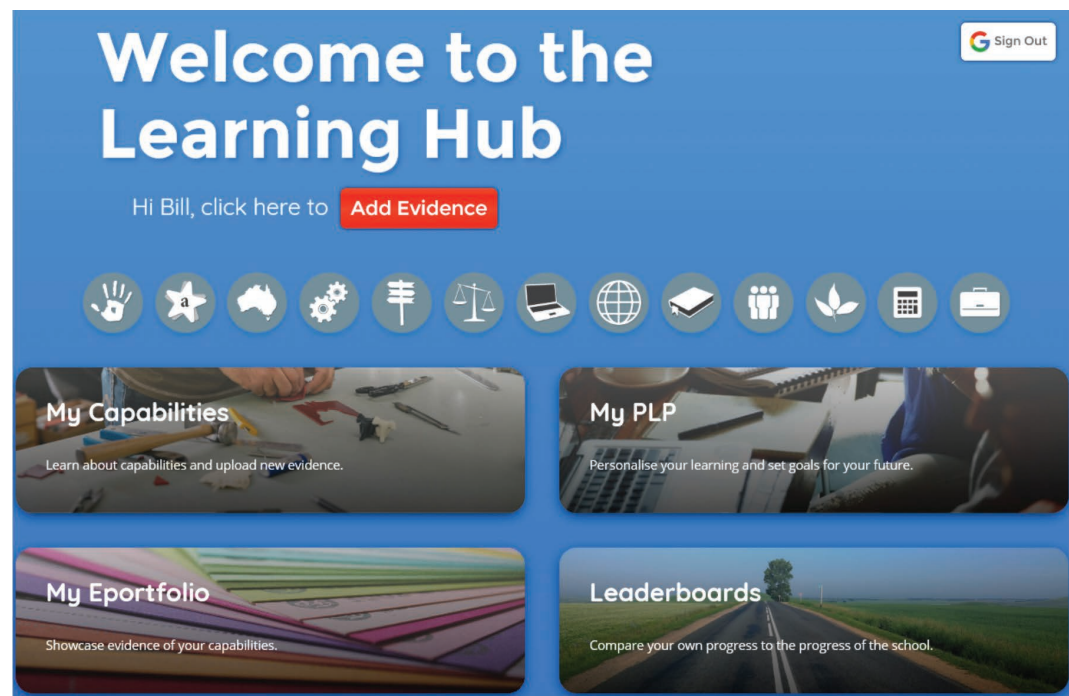 Welcome to the
Learning Hub
Sign Out
Hi Bill, click here to Add Evidence
a
My Capabilities
Learn about capabilities and upload new evidence.
My PLP
Personalise your learning and set goals for your future.
My Eportfolio
Showcase evidence of your capabilities.
Leaderboards
Compare your own progress to the progress of the school.